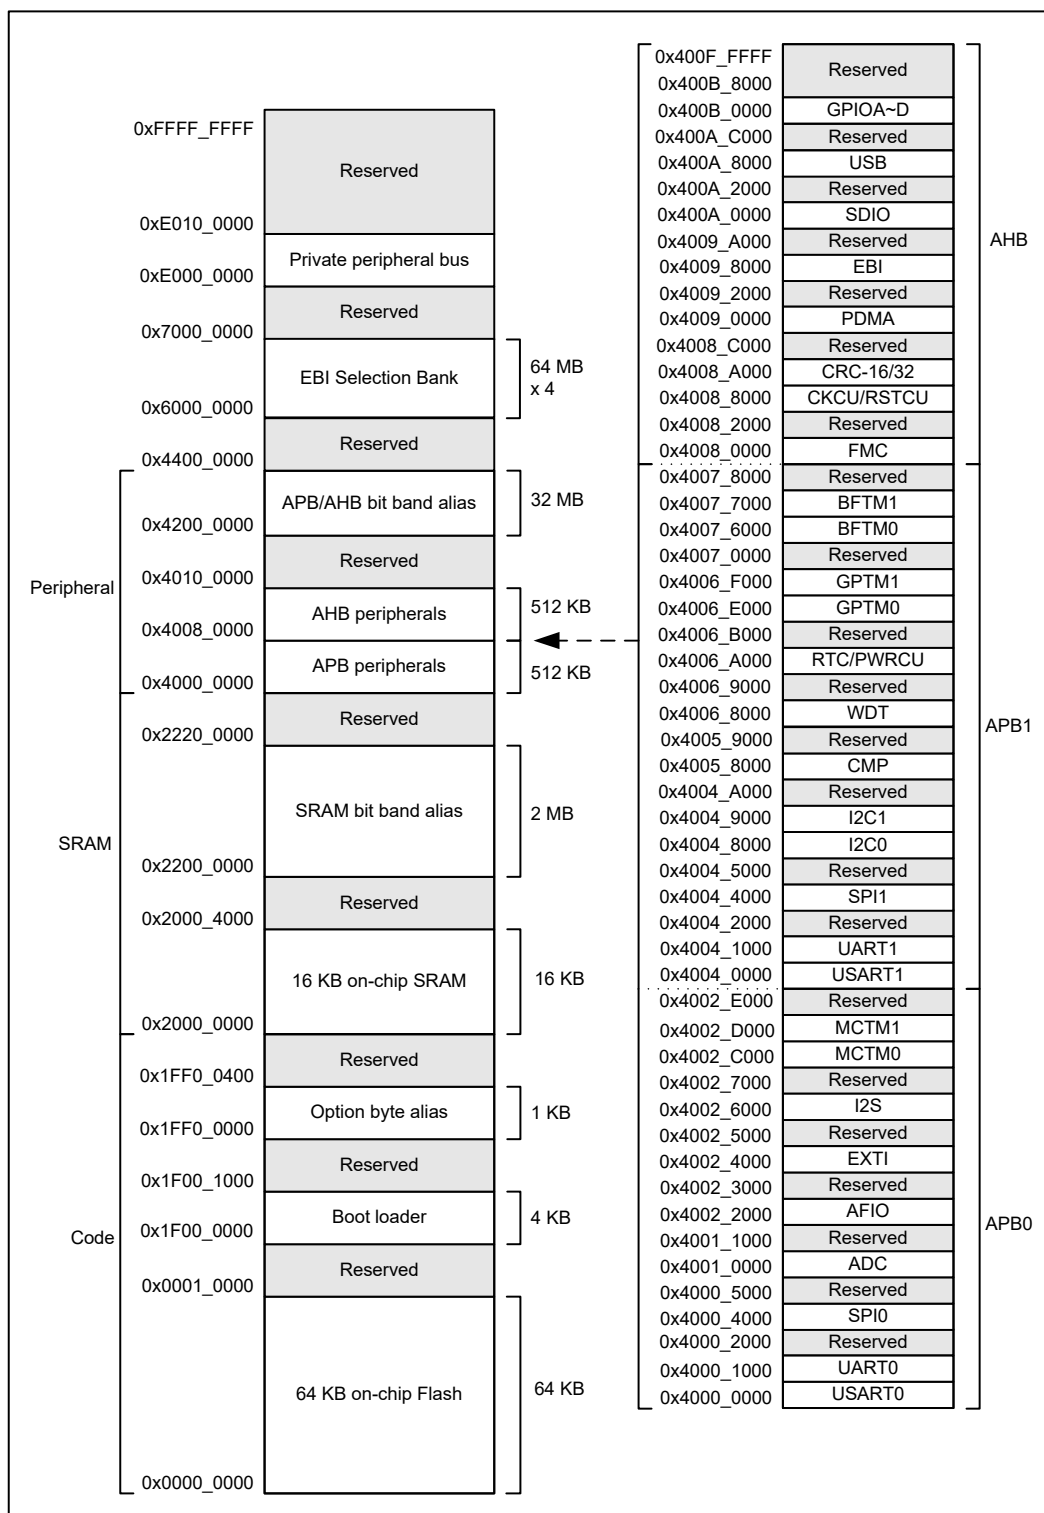 0xFFFF_FFFF
Reserved
0xE010_0000
Private peripheral bus
0xE000_0000
Reserved
0x7000_0000
EBI Selection Bank
64 MB
x 4
0x6000_0000
Reserved
0x4400_0000
APB/AHB bit band alias
32 MB
0x4200_0000
Reserved
0x4010_0000
Peripheral
AHB peripherals
512 KB
0x4008_0000
APB peripherals
512 KB
0x4000_0000
Reserved
0x2220_0000
SRAM bit band alias
2 MB
SRAM
0x2200_0000
Reserved
0x2000_4000
16 KB on-chip SRAM
16 KB
0x2000_0000
Reserved
0x1FF0_0400
Option byte alias
1 KB
0x1FF0_0000
Reserved
0x1F00_1000
Boot loader
4 KB
0x1F00_0000
Code
Reserved
0x0001_0000
64 KB on-chip Flash
64 KB
0x0000_0000
0x400F_FFFF
Reserved
0x400B_8000
0x400B_0000 GPIOA~D
0x400A_C000 Reserved
0x400A_8000 USB
0x400A_2000 Reserved
0x400A_0000 SDIO
0x4009_A000 Reserved
AHB
0x4009_8000 EBI
0x4009_2000 Reserved
0x4009_0000 PDMA
0x4008_C000 Reserved
0x4008_A000 CRC-16/32
0x4008_8000 CKCU/RSTCU
0x4008_2000 Reserved
0x4008_0000 FMC
0x4007_8000 Reserved
0x4007_7000 BFTM1
0x4007_6000 BFTM0
0x4007_0000 Reserved
0x4006_F000 GPTM1
0x4006_E000 GPTM0
0x4006_B000 Reserved
0x4006_A000 RTC/PWRCU
0x4006_9000 Reserved
0x4006_8000 WDT
APB1
0x4005_9000 Reserved
0x4005_8000 CMP
0x4004_A000 Reserved
0x4004_9000 I2C1
0x4004_8000 I2C0
0x4004_5000 Reserved
0x4004_4000 SPI1
0x4004_2000 Reserved
0x4004_1000 UART1
0x4004_0000 USART1
0x4002_E000 Reserved
0x4002_D000 MCTM1
0x4002_C000 MCTM0
0x4002_7000 Reserved
0x4002_6000 I2S
0x4002_5000 Reserved
0x4002_4000 EXTI
0x4002_3000 Reserved
0x4002_2000 AFIO
APB0
0x4001_1000 Reserved
0x4001_0000 ADC
0x4000_5000 Reserved
0x4000_4000 SPI0
0x4000_2000 Reserved
0x4000_1000 UART0
0x4000_0000 USART0